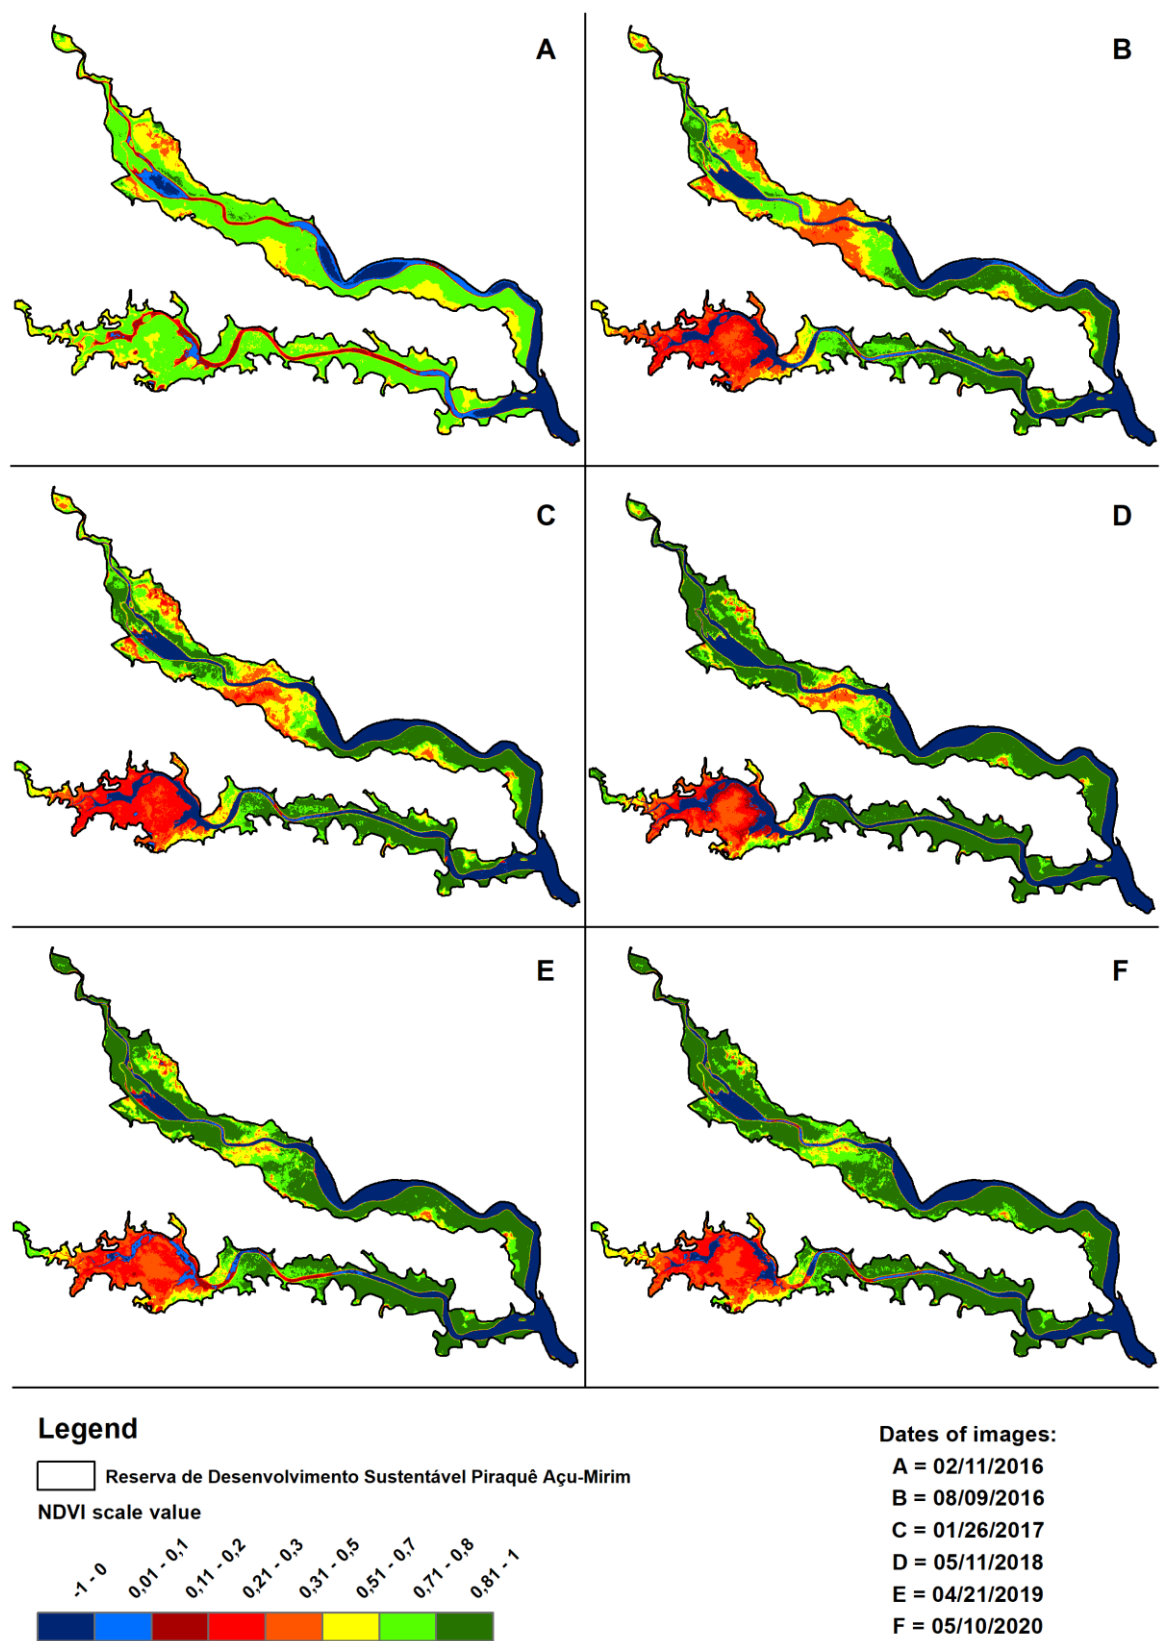 A
B
C
D
E
F
Legend
Reserva de Desenvolvimento Sustentável Piraquê Açu-Mirim
NDVI scale value
-1 - 0
0,01 - 0,1
0,11 - 0,2
0,21 - 0,3
0,31 - 0,5
0,51 - 0,7
0,71 - 0,8
0,81 - 1
Dates of images:
A = 02/11/2016
B = 08/09/2016
C = 01/26/2017
D = 05/11/2018
E = 04/21/2019
F = 05/10/2020